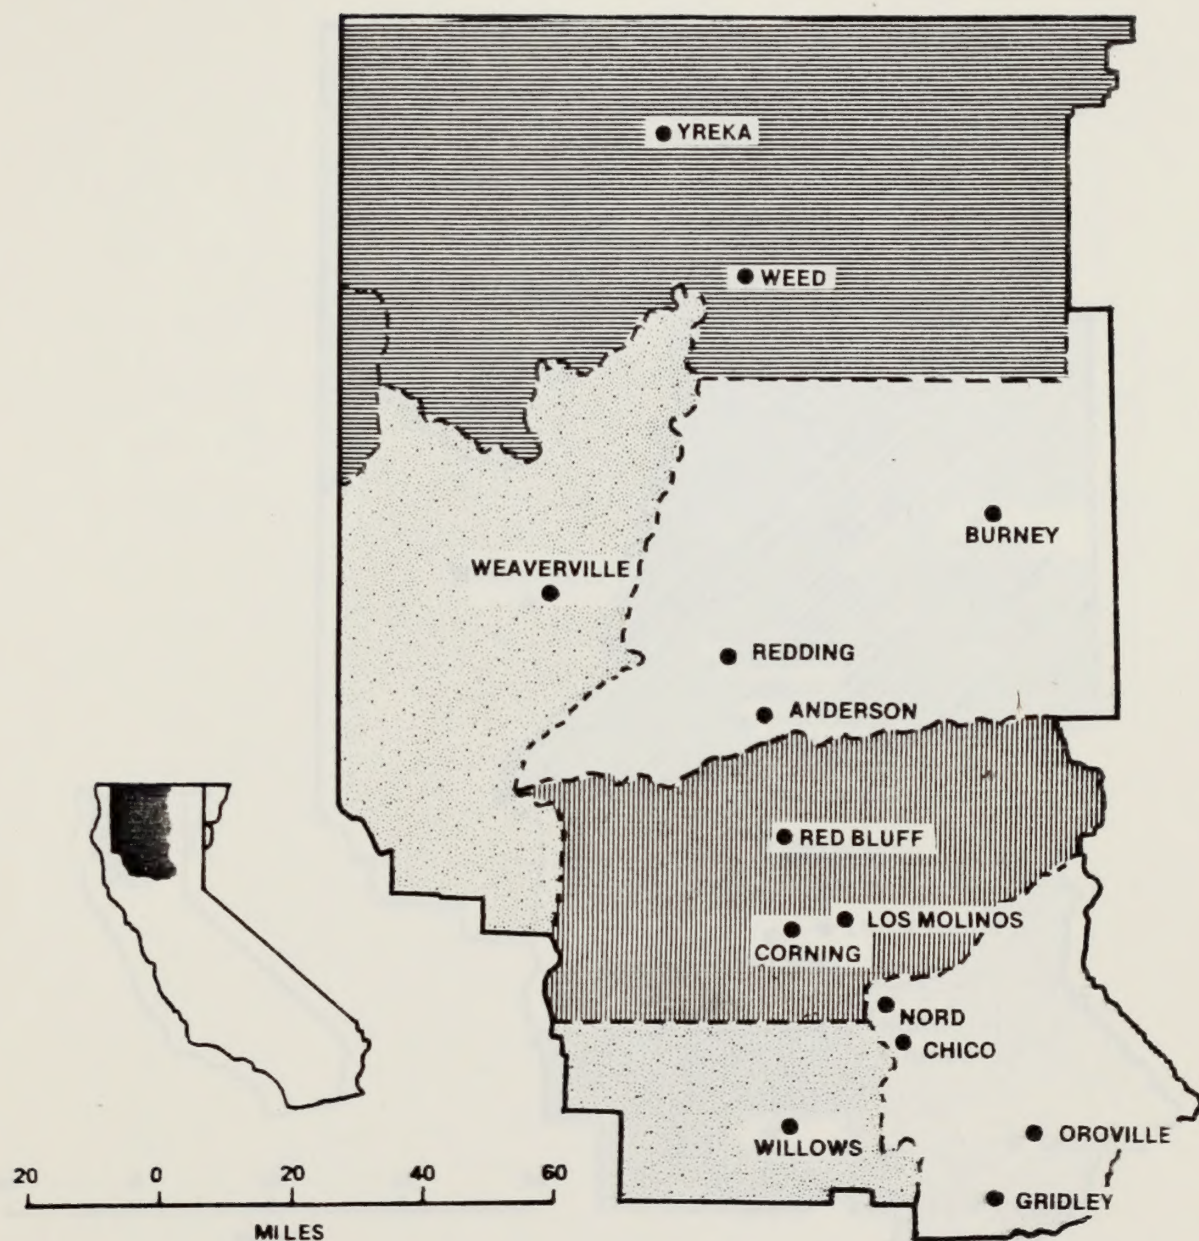 YREKA
WEED
BURNEY
WEAVERVILLE
REDDING
ANDERSON
RED BLUFF
LOS MOLINOS
CORNING
NORD
CHICO
WILLOWS
OROVILLE
GRIDLEY
20 0 20 40 60
MILES